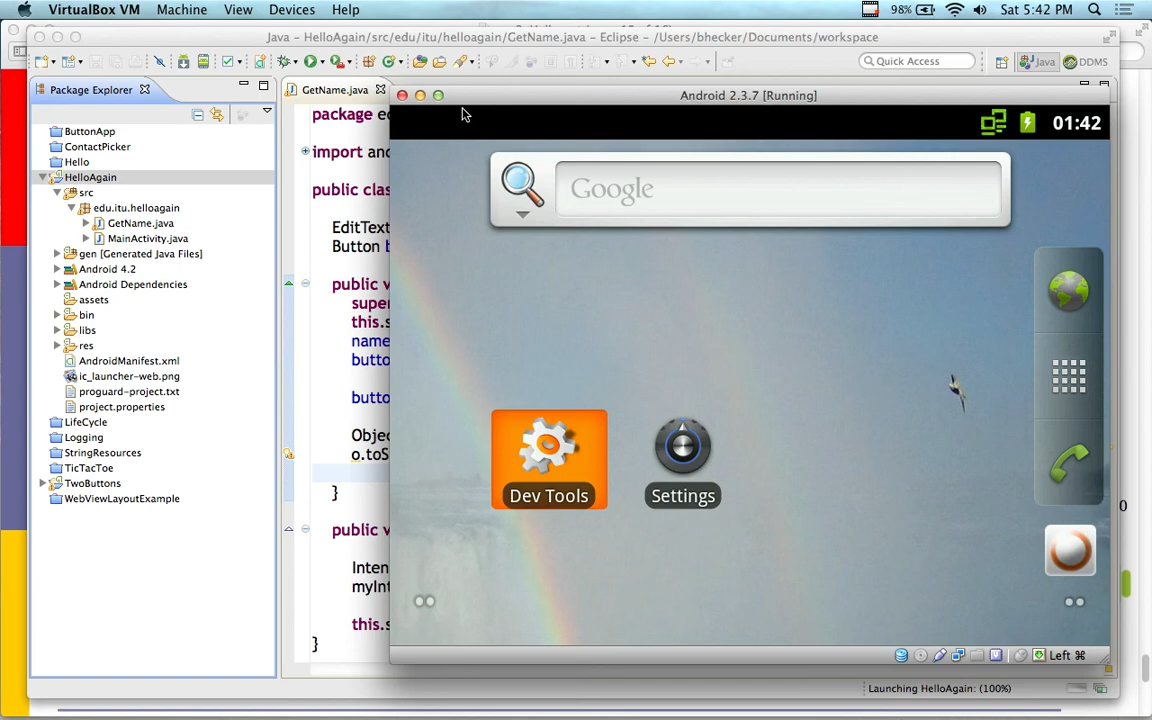 VirtualBox VM Machine View Devices Help 98% Sat 5:42 PM
Java - HelloAgain/src/edu/itu/helloagain/GetName.java - Eclipse - /Users/bhecker/Documents/workspace
Quick Access Java DDMS
Package Explorer
GetName.java
Android 2.3.7 [Running]
01:42
Google
Dev Tools
Settings
Left ⌘
ButtonApp
ContactPicker
Hello
HelloAgain
src
edu.itu.helloagain
GetName.java
MainActivity.java
gen [Generated Java Files]
Android 4.2
Android Dependencies
assets
bin
libs
res
AndroidManifest.xml
ic_launcher-web.png
proguard-project.txt
project.properties
LifeCycle
Logging
StringResources
TicTacToe
TwoButtons
WebViewLayoutExample
package e
import an
public clas
EditText
Button b
public v
super
this.s
name
butto
butto
Objec
o.toS
}
public v
Inten
myInt
this.s
}
Launching HelloAgain: (100%)